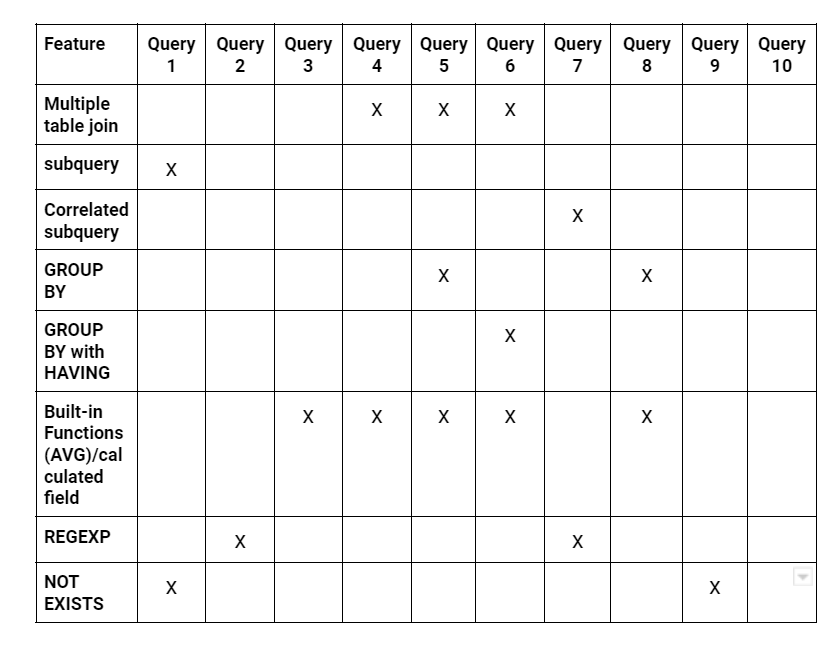 Feature Query 1 Query 2 Query 3 Query 4 Query 5 Query 6 Query 7 Query 8 Query 9 Query 10
Multiple
table join X X X
subquery X
Correlated
subquery X
GROUP
BY X X
GROUP
BY with
HAVING X
Built-in
Functions
(AVG)/cal
culated
field X X X X X
REGEXP X X
NOT
EXISTS X X